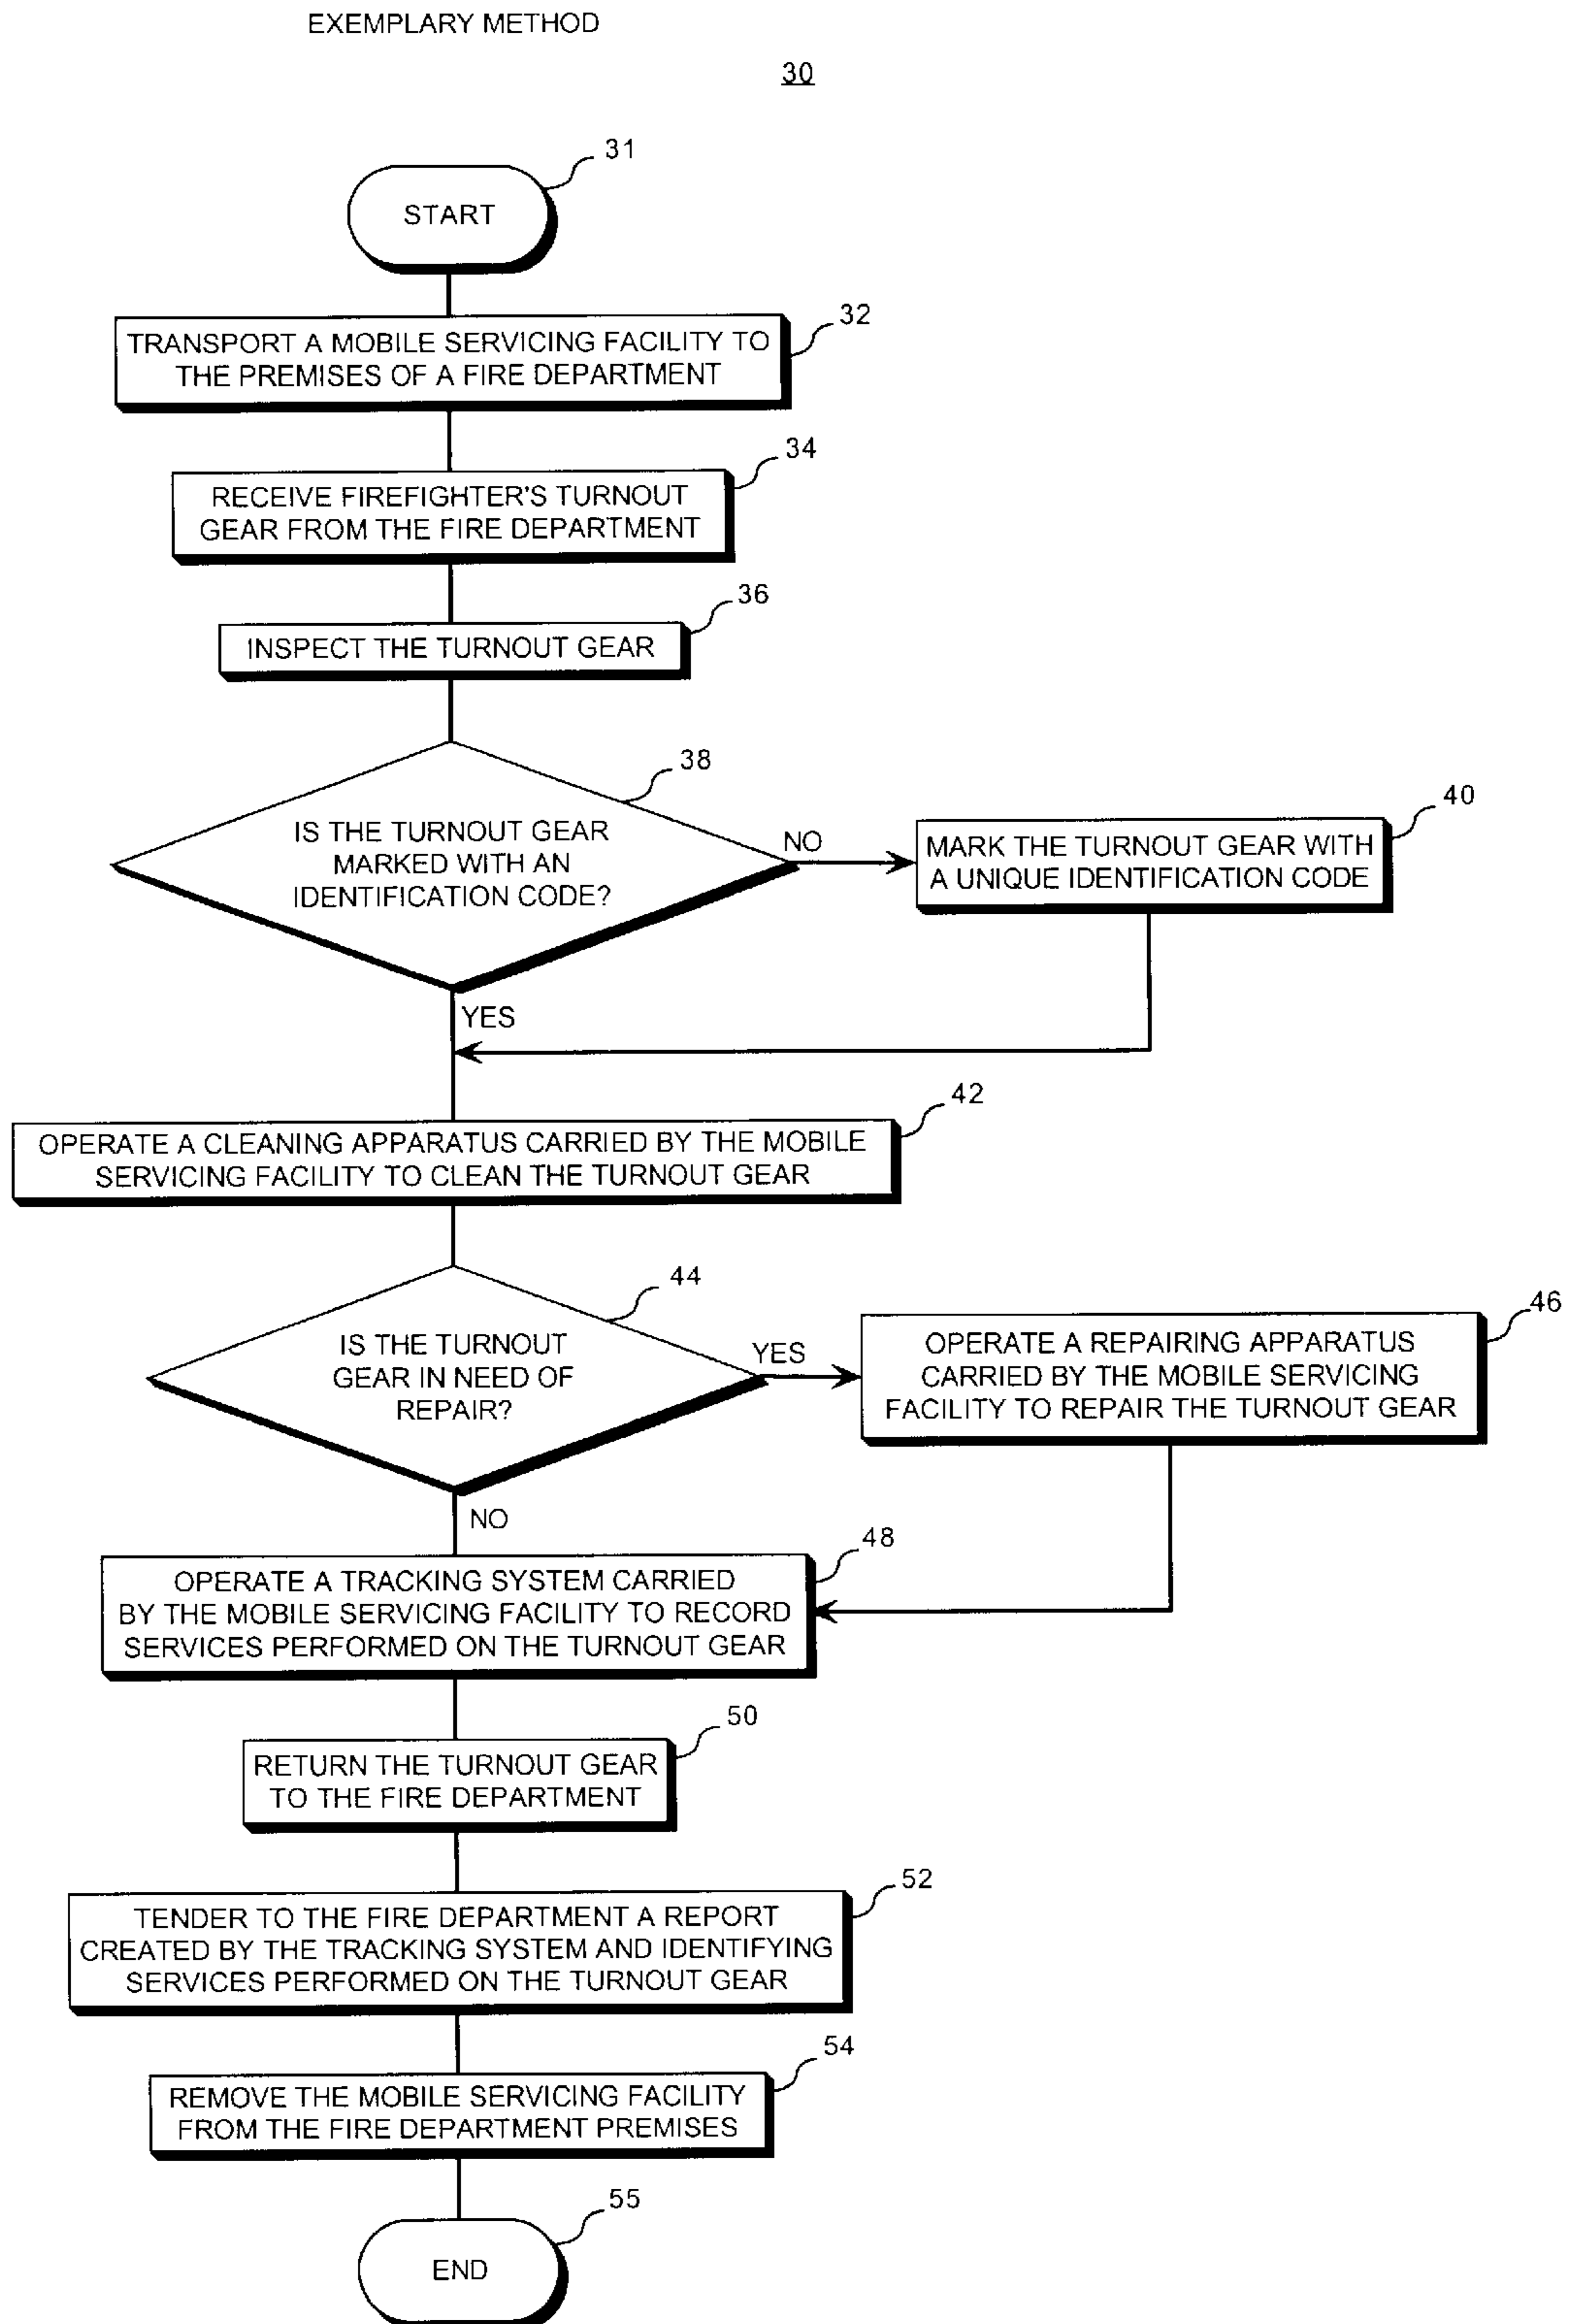 EXEMPLARY METHOD
30
31
START
32
TRANSPORT A MOBILE SERVICING FACILITY TO
THE PREMISES OF A FIRE DEPARTMENT
34
RECEIVE FIREFIGHTER'S TURNOUT
GEAR FROM THE FIRE DEPARTMENT
36
INSPECT THE TURNOUT GEAR
38
IS THE TURNOUT GEAR
MARKED WITH AN
IDENTIFICATION CODE?
NO
40
MARK THE TURNOUT GEAR WITH
A UNIQUE IDENTIFICATION CODE
YES
42
OPERATE A CLEANING APPARATUS CARRIED BY THE MOBILE
SERVICING FACILITY TO CLEAN THE TURNOUT GEAR
44
IS THE TURNOUT
GEAR IN NEED OF
REPAIR?
YES
46
OPERATE A REPAIRING APPARATUS
CARRIED BY THE MOBILE SERVICING
FACILITY TO REPAIR THE TURNOUT GEAR
NO
48
OPERATE A TRACKING SYSTEM CARRIED
BY THE MOBILE SERVICING FACILITY TO RECORD
SERVICES PERFORMED ON THE TURNOUT GEAR
50
RETURN THE TURNOUT GEAR
TO THE FIRE DEPARTMENT
52
TENDER TO THE FIRE DEPARTMENT A REPORT
CREATED BY THE TRACKING SYSTEM AND IDENTIFYING
SERVICES PERFORMED ON THE TURNOUT GEAR
54
REMOVE THE MOBILE SERVICING FACILITY
FROM THE FIRE DEPARTMENT PREMISES
55
END